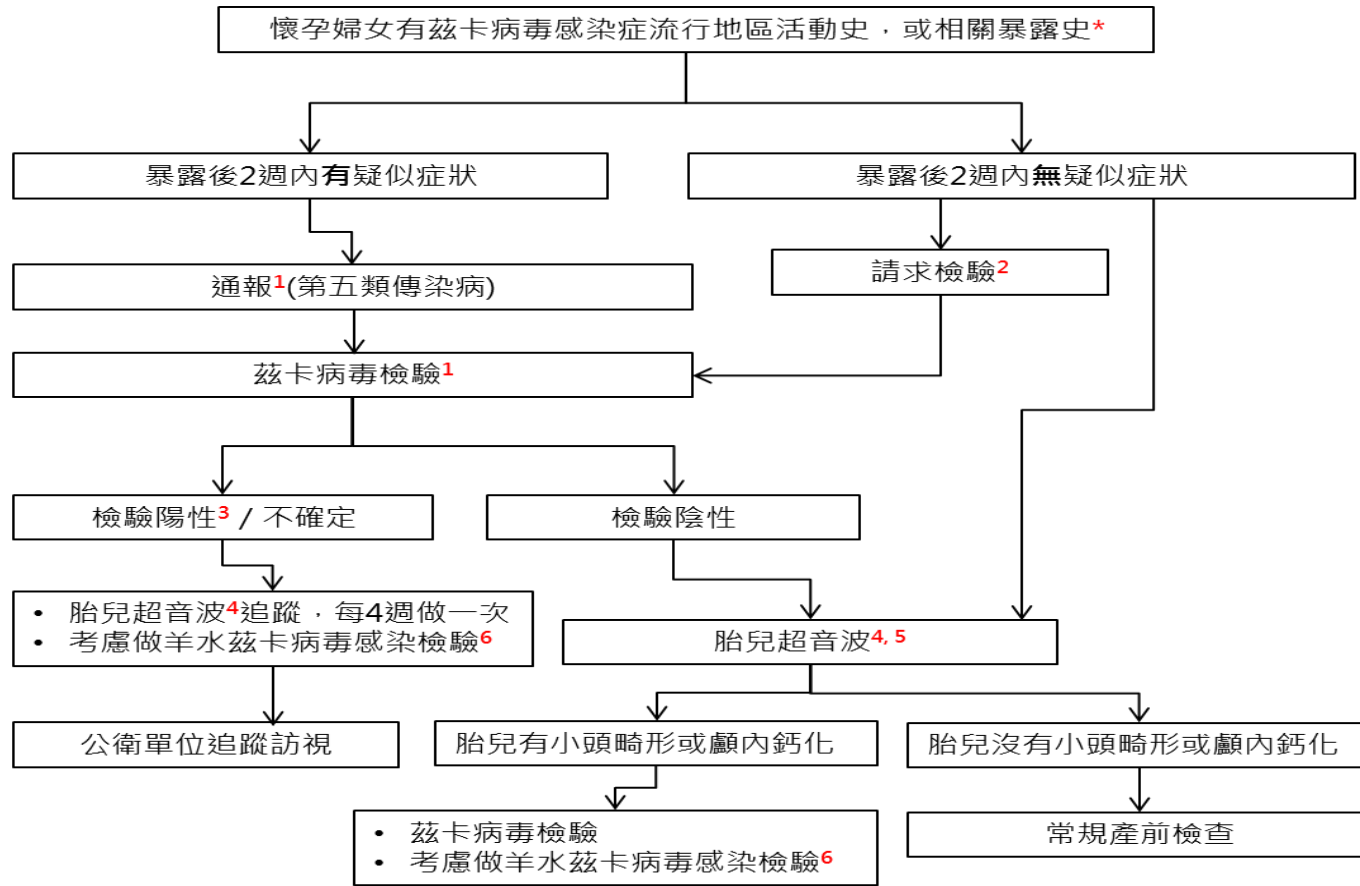 懷孕婦女有茲卡病毒感染症流行地區活動史，或相關暴露史*
暴露後2週內有疑似症狀
暴露後2週內無疑似症狀
通報1(第五類傳染病)
請求檢驗2
茲卡病毒檢驗1
檢驗陽性3 / 不確定
檢驗陰性
• 胎兒超音波4追蹤，每4週做一次
• 考慮做羊水茲卡病毒感染檢驗6
胎兒超音波4, 5
公衛單位追蹤訪視
胎兒有小頭畸形或顱內鈣化
胎兒沒有小頭畸形或顱內鈣化
• 茲卡病毒檢驗
• 考慮做羊水茲卡病毒感染檢驗6
常規產前檢查